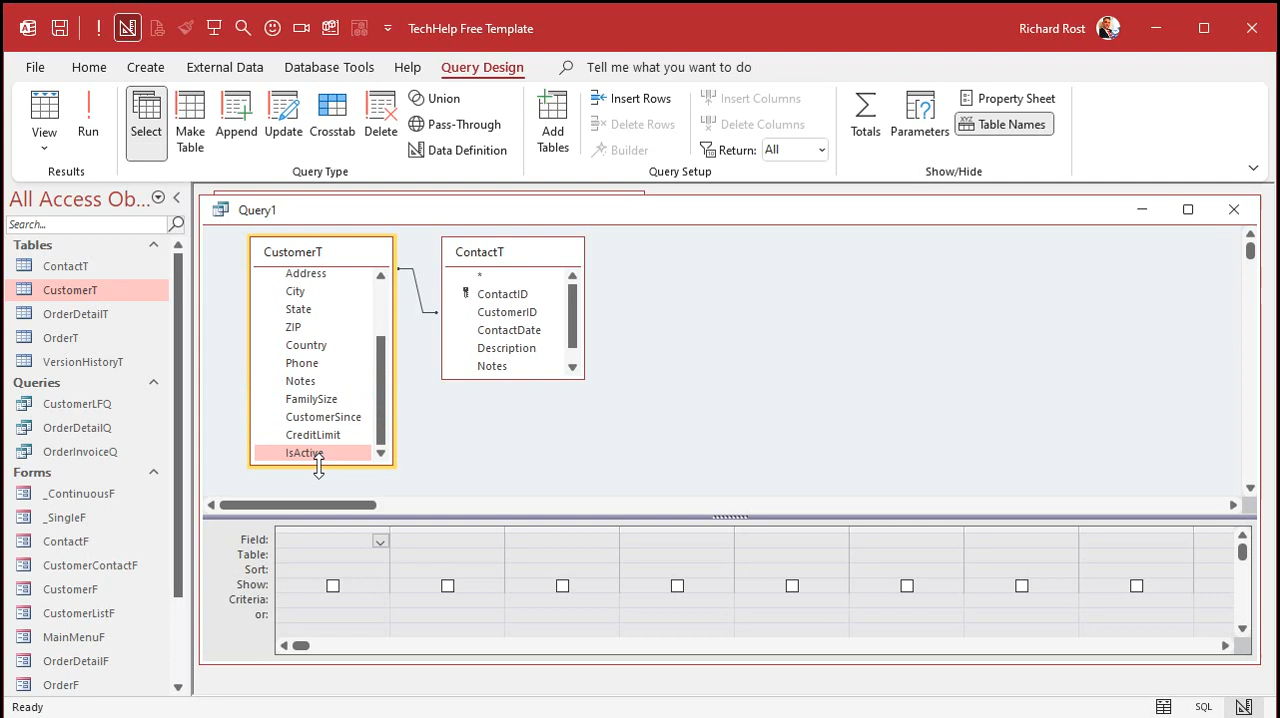 TechHelp Free Template
Richard Rost
File Home Create External Data Database Tools Help Query Design Tell me what you want to do
View
Run
Results
Select
Make Table
Append
Update
Crosstab
Delete
Union
Pass-Through
Data Definition
Query Type
Add Tables
Insert Rows
Delete Rows
Builder
Insert Columns
Delete Columns
Return: All
Query Setup
Totals
Parameters
Property Sheet
XYZ Table Names
Show/Hide
All Access Ob...
Search...
Tables
ContactT
CustomerT
OrderDetailT
OrderT
VersionHistoryT
Queries
CustomerLFQ
OrderDetailQ
OrderInvoiceQ
Forms
_ContinuousF
_SingleF
ContactF
CustomerContactF
CustomerF
CustomerListF
MainMenuF
OrderDetailF
OrderF
Query1
CustomerT
Address
City
State
ZIP
Country
Phone
Notes
FamilySize
CustomerSince
CreditLimit
IsActive
ContactT
*
ContactID
CustomerID
ContactDate
Description
Notes
Field:
Table:
Sort:
Show:
Criteria:
or:
Ready
SQL